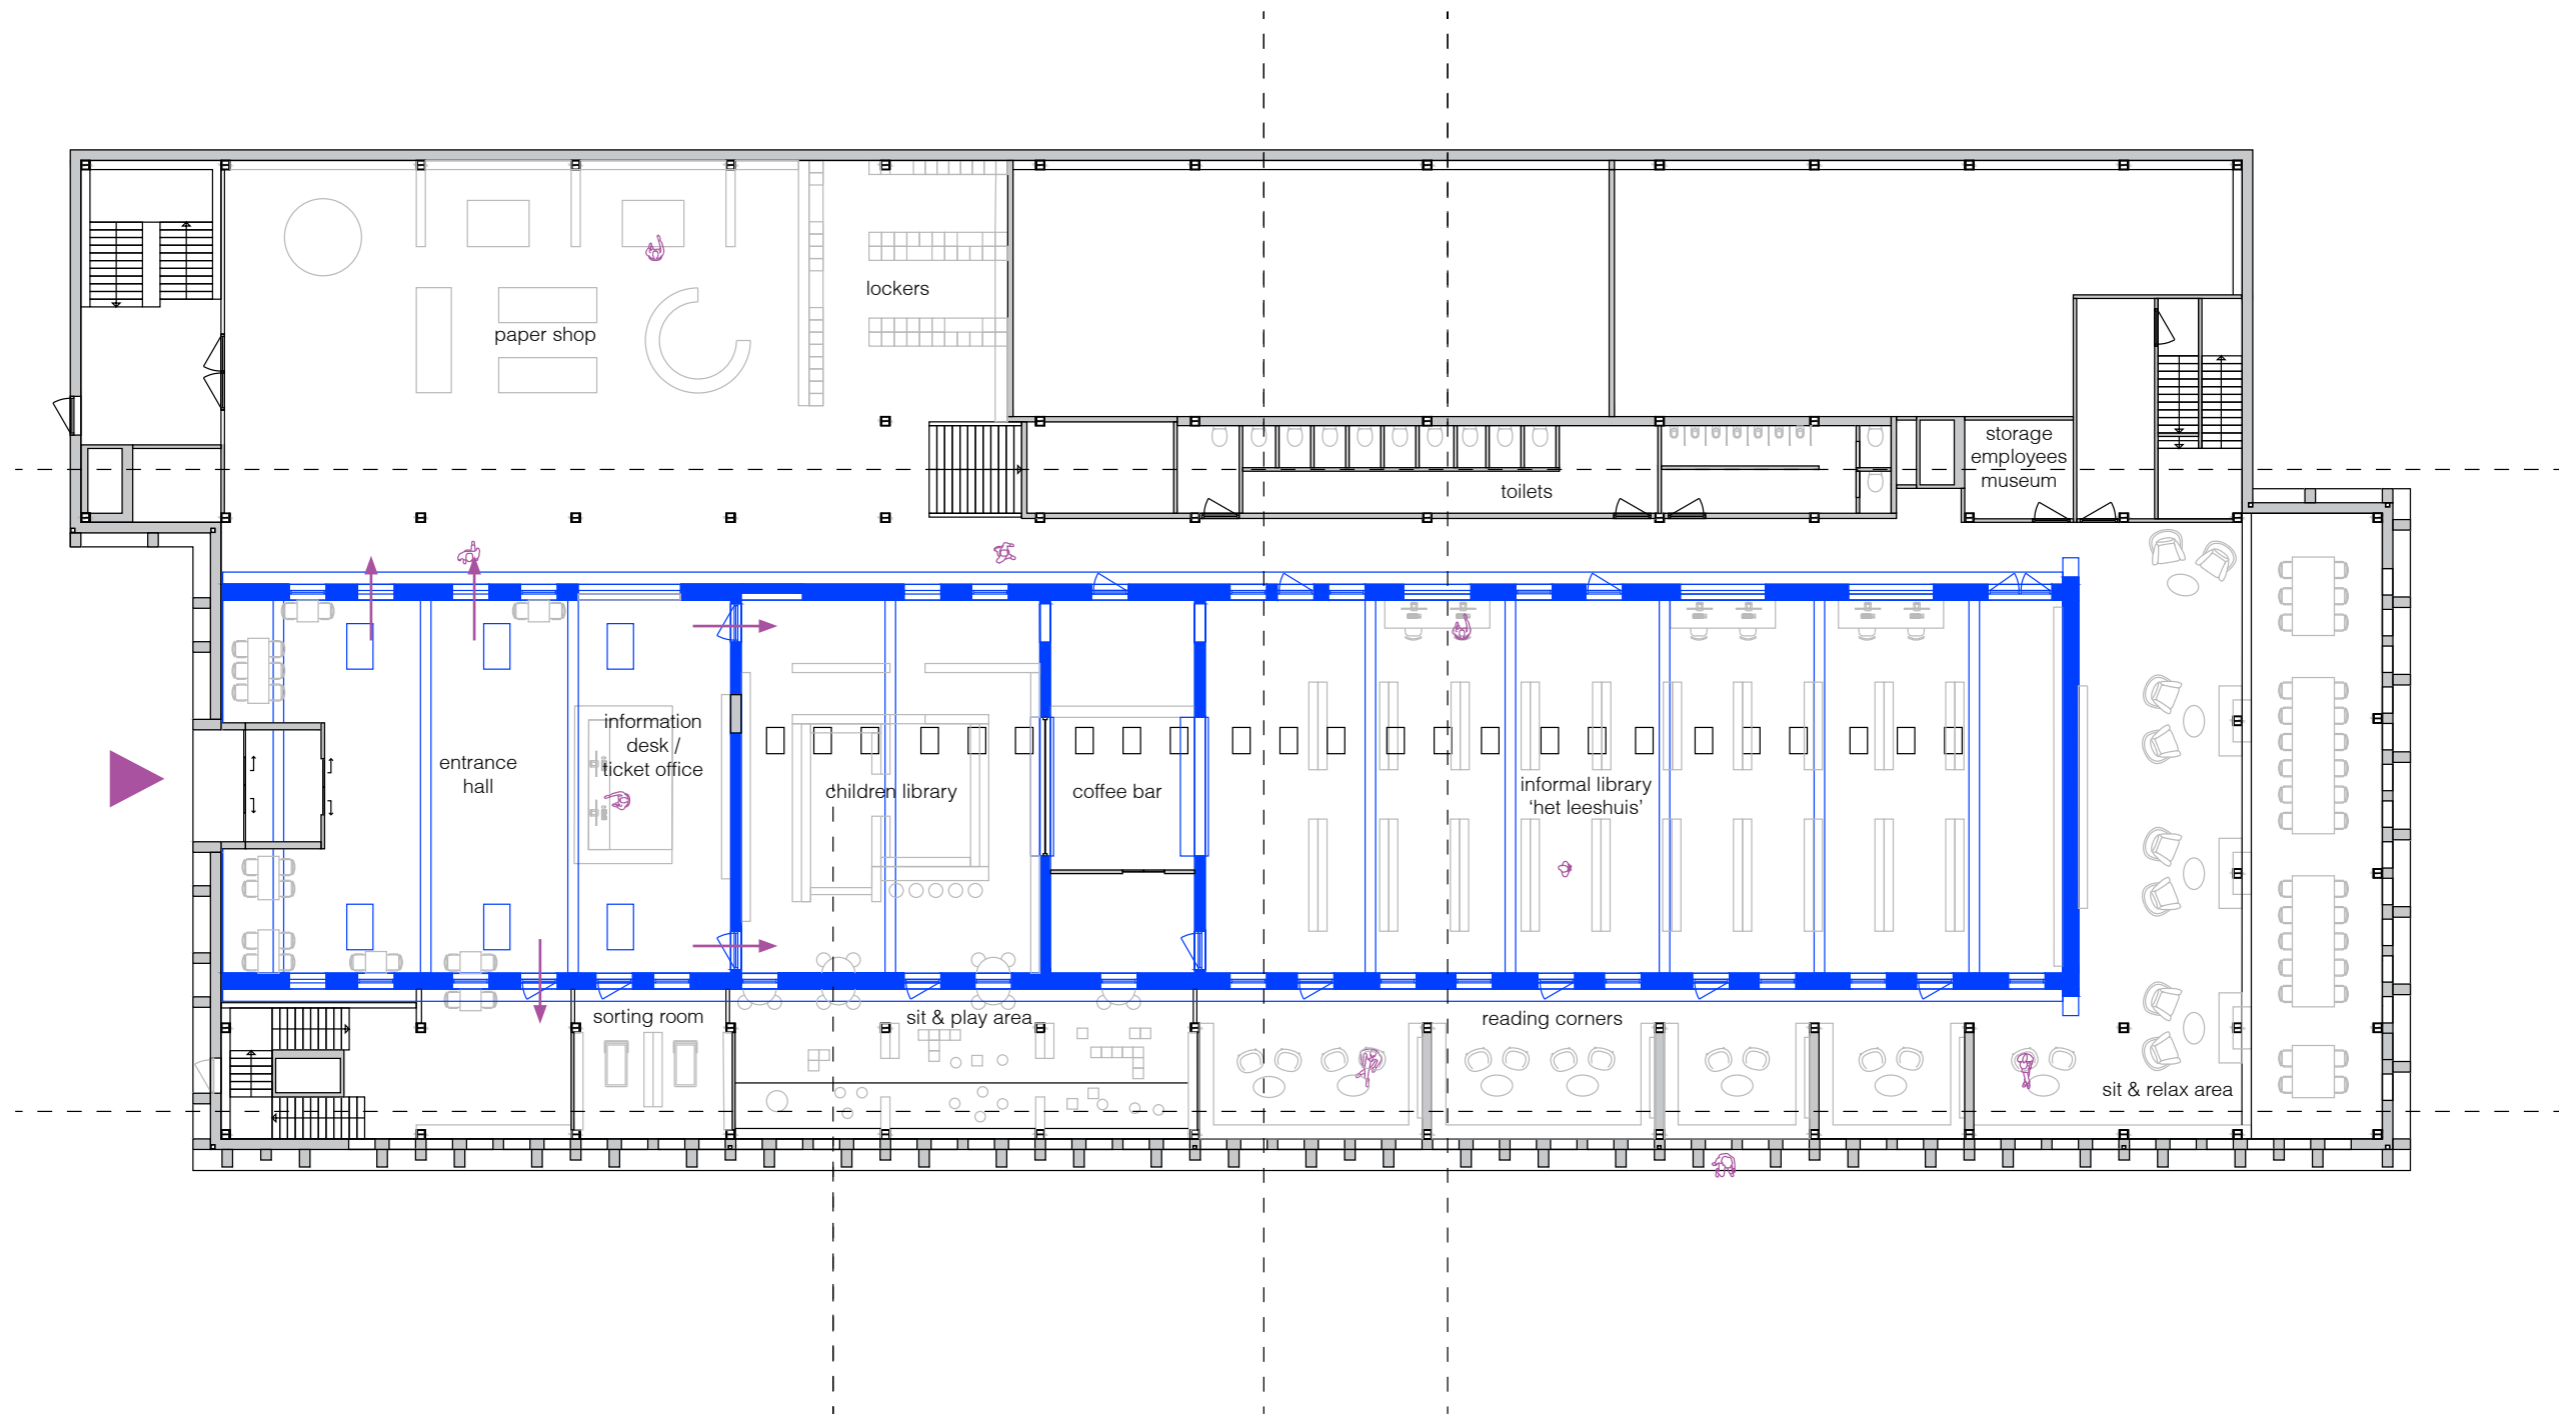 lockers
paper shop
storage
employees
museum
toilets
information
desk /
ticket office
entrance
hall
children library
coffee bar
informal library
‘het leeshuis’
sorting room
sit & play area
reading corners
sit & relax area